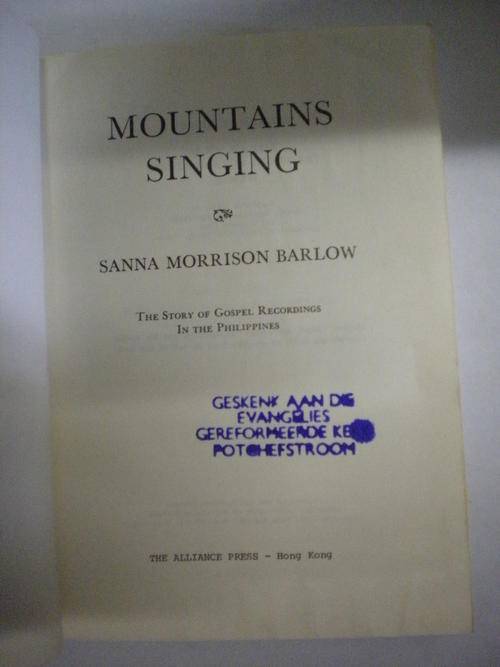 MOUNTAINS
SINGING
SANNA MORRISON BARLOW
THE STORY OF GOSPEL RECORDINGS
IN THE PHILIPPINES
GESKENK AAN DIE
EVANGELIES
GEREFORMEERDE
POTCHEFSTROOM
THE ALLIANCE PRESS - Hong Kong